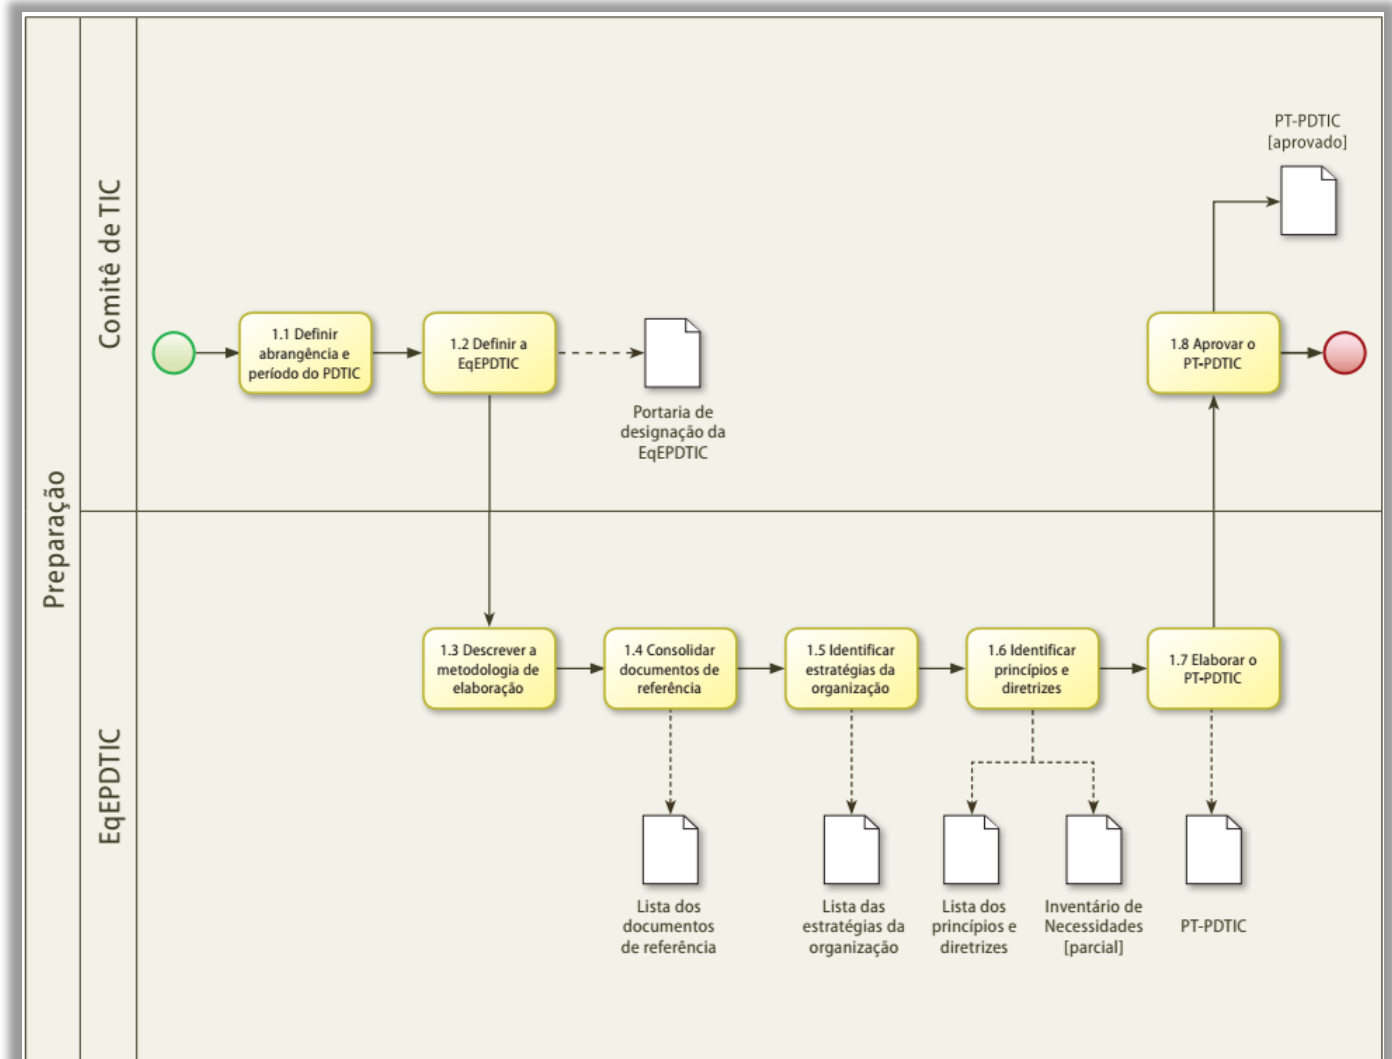 Preparação
Comitê de TIC
PT-PDTIC
[aprovado]
1.1 Definir
abrangência e
período do PDTIC
1.2 Definir a
EqEPDTIC
Portaria de
designação da
EqEPDTIC
1.8 Aprovar o
PT-PDTIC
EqEPDTIC
1.3 Descrever a
metodologia de
elaboração
1.4 Consolidar
documentos de
referência
1.5 Identificar
estratégias da
organização
1.6 Identificar
princípios e
diretrizes
1.7 Elaborar o
PT-PDTIC
Lista dos
documentos
de referência
Lista das
estratégias da
organização
Lista dos
princípios e
diretrizes
Inventário de
Necessidades
[parcial]
PT-PDTIC